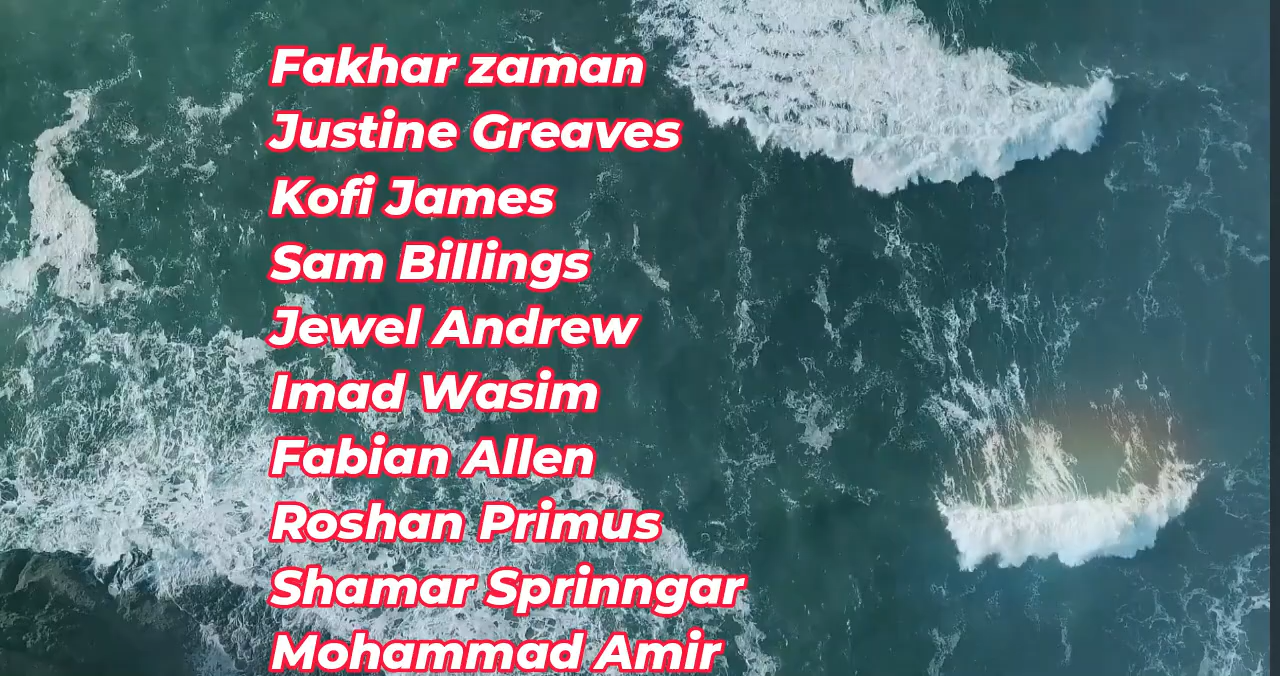 Fakhar zaman
Justine Greaves
Kofi James
Sam Billings
Jewel Andrew
Imad Wasim
Fabian Allen
Roshan Primus
Shamar Sprinngar
Mohammad Amir